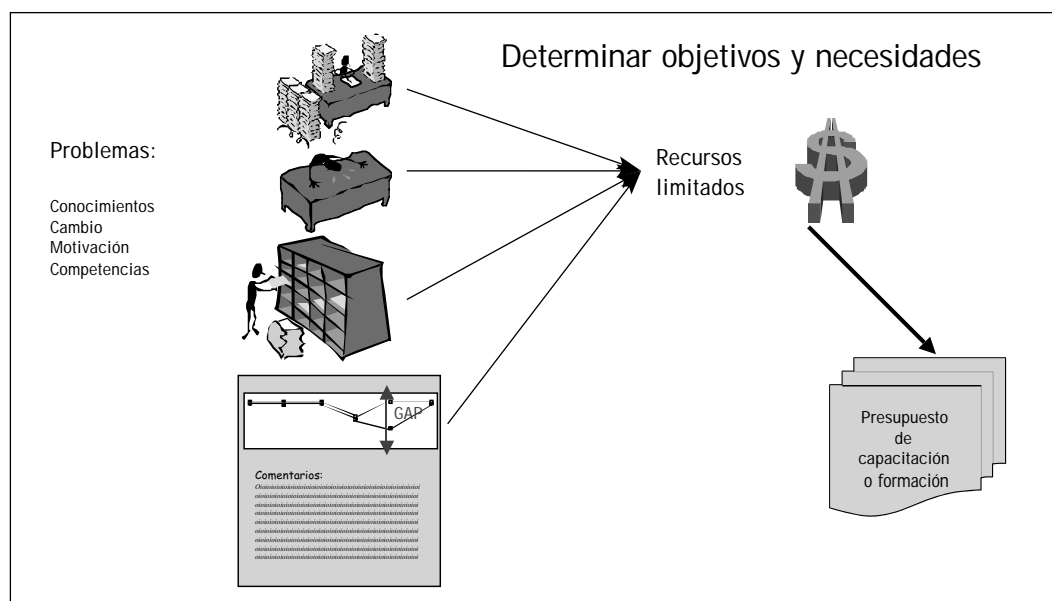 Determinar objetivos y necesidades
Problemas:
Conocimientos
Cambio
Motivación
Competencias
Recursos
limitados
$
GAP
Comentarios:
Presupuesto
de
capacitación
o formación